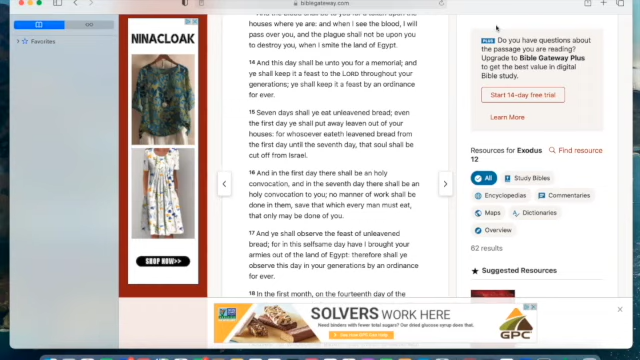 biblegateway.com
Favorites
NINACLOAK
SHOP NOW>>
houses where ye are: and when I see the blood, I will
pass over you, and the plague shall not be upon
you to destroy you, when I smite the land of Egypt.
14 And this day shall be unto you for a memorial; and
ye shall keep it a feast to the LORD throughout your
generations; ye shall keep it a feast by an ordinance
for ever.
15 Seven days shall ye eat unleavened bread; even
the first day ye shall put away leaven out of your
houses: for whosoever eateth leavened bread from
the first day until the seventh day, that soul shall be
cut off from Israel.
16 And in the first day there shall be an holy
convocation, and in the seventh day there shall be an
holy convocation to you; no manner of work shall be
done in them, save that which every man must eat,
that only may be done of you.
17 And ye shall observe the feast of unleavened
bread; for in this selfsame day have I brought your
armies out of the land of Egypt: therefore shall ye
observe this day in your generations by an ordinance
for ever.
18 In the first month, on the fourteenth day of the
PLUS Do you have questions about
the passage you are reading?
Upgrade to Bible Gateway Plus
to get the best value in digital
Bible study.
Start 14-day free trial
Learn More
Resources for Exodus 12
Find resource
All
Study Bibles
Encyclopedias
Commentaries
Maps
Dictionaries
Overview
62 results
Suggested Resources
SOLVERS WORK HERE
Need binders with fewer total sugars? Our dried glucose syrup does that.
GPC